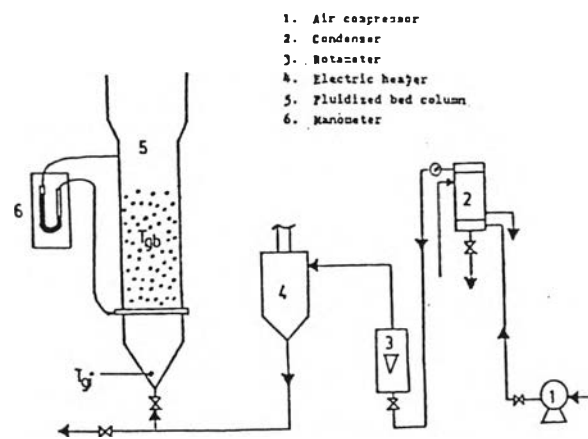 1. Air compressor
2. Condenser
3. Rotameter
4. Electric heater
5. Fluidized bed column
6. Manometer
5
6
Tgb
2
4
3
Tgi
1